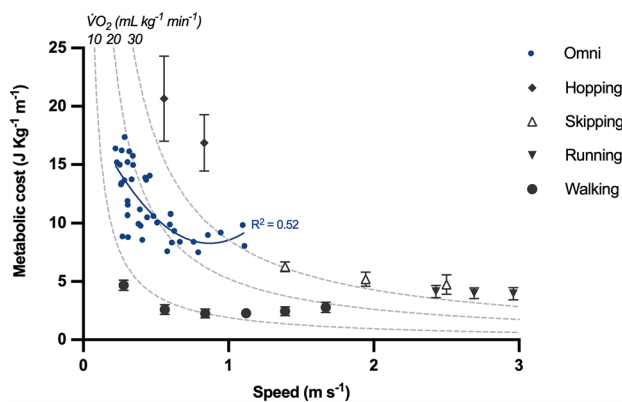 V̇O₂ (mL kg⁻¹ min⁻¹)
10 20 30
25
20
15
10
5
0
Metabolic cost (J Kg⁻¹ m⁻¹)
R² = 0.52
0 1 2 3
Speed (m s⁻¹)
Omni
Hopping
Skipping
Running
Walking